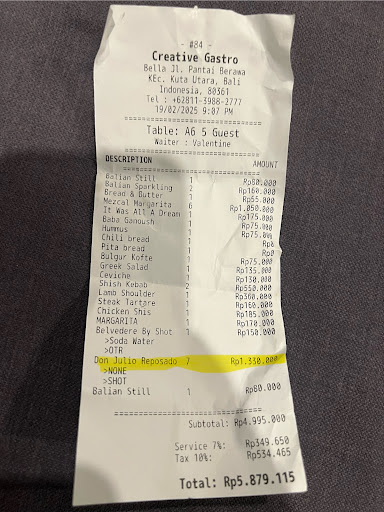 - #84 -
Creative Gastro
Bella Jl. Pantai Berawa
KEc. Kuta Utara, Bali
Indonesia, 80361
Tel : +62811-3988-2777
19/02/2025 9:07 PM
Table: A6 5 Guest
Waiter : Valentine
DESCRIPTION AMOUNT
Balian Still 1 Rp80.000
Balian Sparkling 2 Rp160.000
Bread & Butter 1 Rp55.000
Mezcal Margarita 6 Rp1.050.000
It Was All A Dream 1 Rp175.000
Baba Ganoush 1 Rp75.000
Hummus 1 Rp75.000
Chili bread 1 Rp0
Pita bread 1 Rp0
Bulgur Kofte 1 Rp75.000
Greek Salad 1 Rp135.000
Ceviche 1 Rp130.000
Shish Kebab 2 Rp550.000
Lamb Shoulder 1 Rp360.000
Steak Tartare 1 Rp160.000
Chicken Shis 1 Rp185.000
MARGARITA 1 Rp170.000
Belvedere By Shot 1 Rp150.000
>Soda Water
>OTR
Don Julio Reposado 7 Rp1.330.000
>NONE
>SHOT
Balian Still 1 Rp80.000
Subtotal: Rp4.995.000
Service 7%: Rp349.650
Tax 10%: Rp534.465
Total: Rp5.879.115